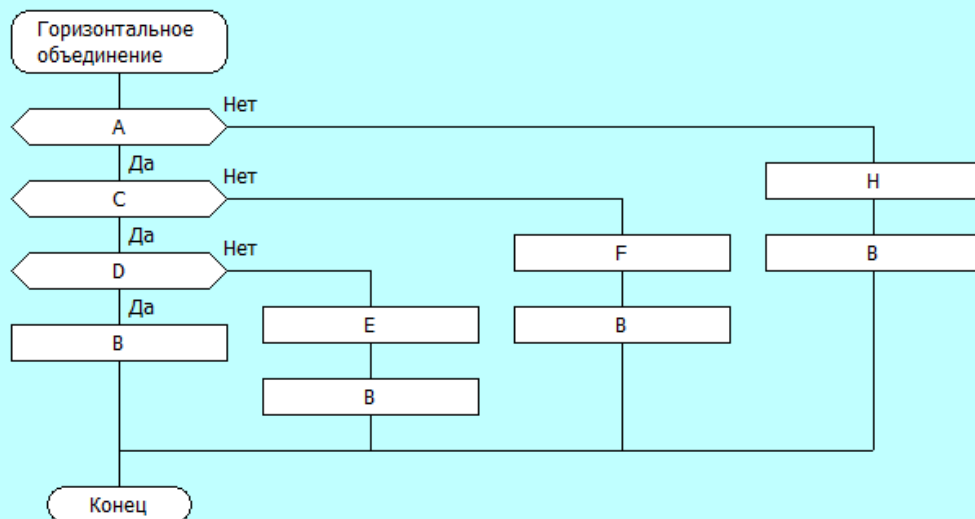 Горизонтальное
объединение
Нет
A
Да
Нет
H
C
Да
Нет
F
B
D
Да
E
B
B
B
Конец